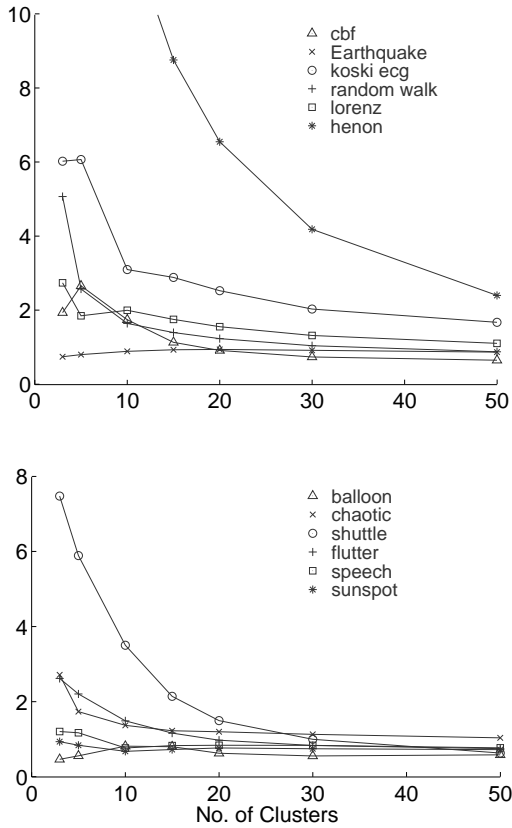 10
8
6
4
2
0
0
10
20
30
40
50
cbf
Earthquake
koski ecg
random walk
lorenz
henon
8
6
4
2
0
0
10
20
30
40
50
balloon
chaotic
shuttle
flutter
speech
sunspot
No. of Clusters